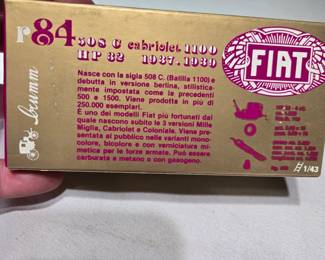 r84
508 C cabriolet 1100
HP 32 1937-1939
FIAT
Brumm
Nasce con la sigla 508 C. (Balilla 1100) e
debutta in versione berlina, stilistica-
mente impostata come la precedenti
500 e 1500. Viene prodotta in più di
250.000 esemplari.
E' uno dei modelli Fiat più fortunati dai
quale nascono subito le 3 versioni Mille
Miglia, Cabriolet e Coloniale. Viene pre-
sentata al pubblico in varianti mono-
colore, bicolore e con verniciatura mi-
metica per le forze armate. Può essere
carburata a metano o con gasogeno.
1/43